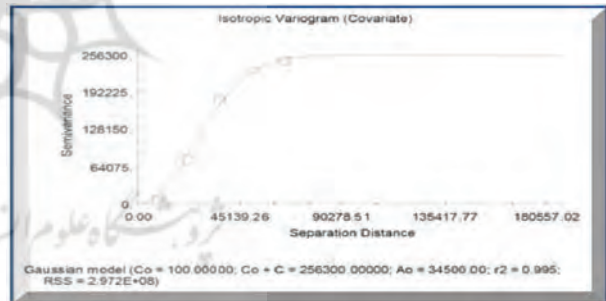 Isotropic Variogram (Covariate)
256300.
192225.
128150.
64075.
0.
Semivariance
0.00 45139.26 90278.51 135417.77 180557.02
Separation Distance
Gaussian model (Co = 100.00000; Co + C = 256300.00000; Ao = 34500.00; r2 = 0.995;
RSS = 2.972E+08)